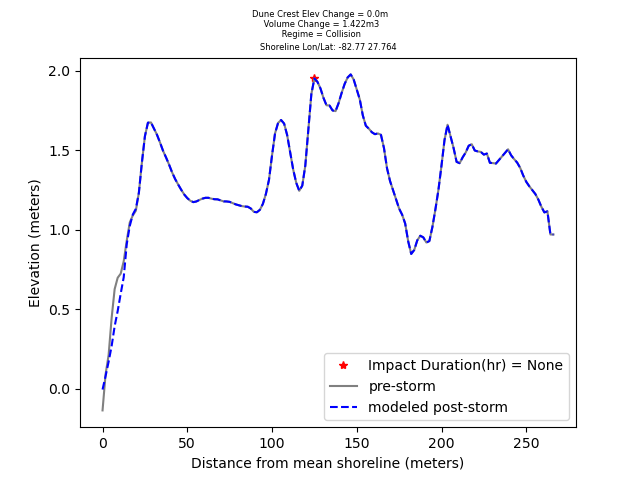 Dune Crest Elev Change = 0.0m
Volume Change = 1.422m3
Regime = Collision
Shoreline Lon/Lat: -82.77 27.764
2.0
1.5
1.0
0.5
0.0
Elevation (meters)
Impact Duration(hr) = None
pre-storm
modeled post-storm
0 50 100 150 200 250
Distance from mean shoreline (meters)